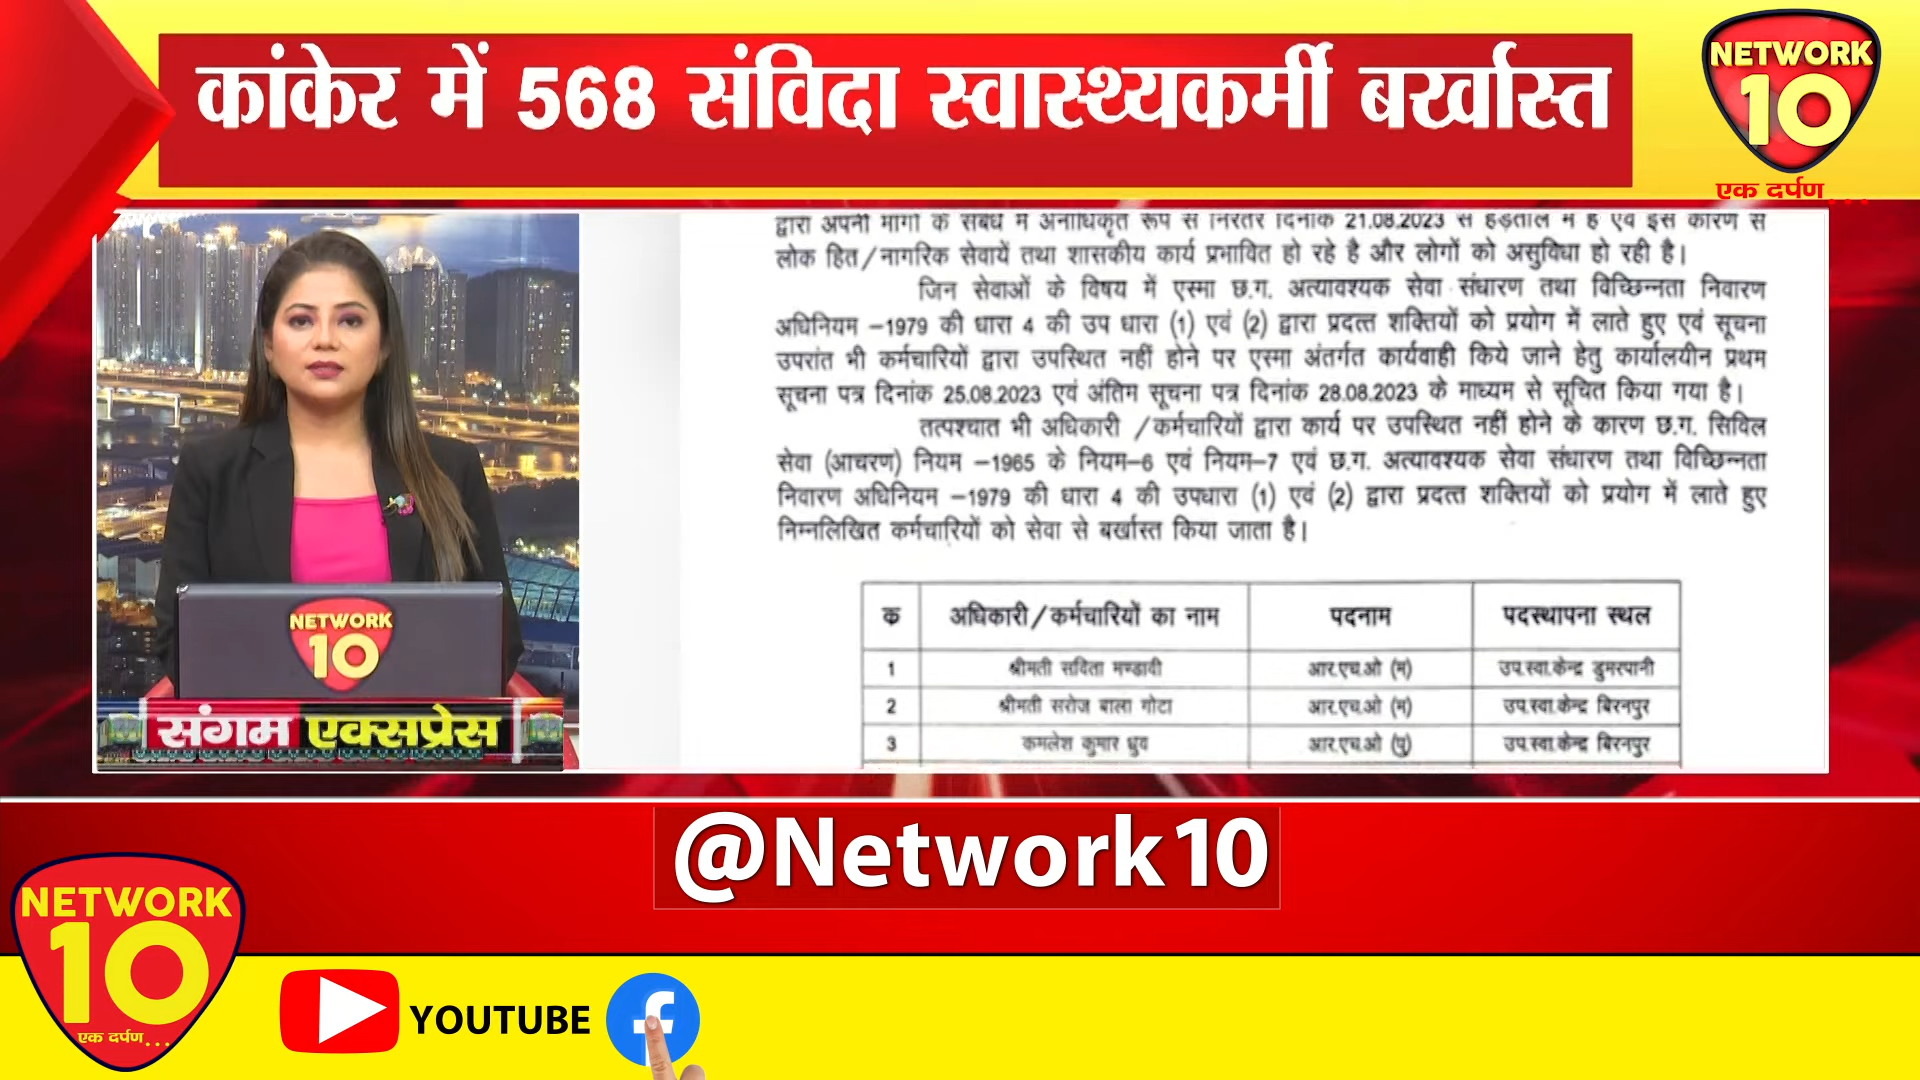 कांकेर में 568 संविदा स्वास्थ्यकर्मी बर्खास्त
NETWORK
10
एक दर्पण...
द्वारा अपनी मांगों के संबंध में अनाधिकृत रूप से निरंतर दिनांक 21.08.2023 से हड़ताल में है एवं इस कारण से
लोक हित/नागरिक सेवायें तथा शासकीय कार्य प्रभावित हो रहे है और लोगों को असुविधा हो रही है।
जिन सेवाओं के विषय में एस्मा छ.ग. अत्यावश्यक सेवा संधारण तथा विच्छिन्नता निवारण
अधिनियम –1979 की धारा 4 की उप धारा (1) एवं (2) द्वारा प्रदत्त शक्तियों को प्रयोग में लाते हुए एवं सूचना
उपरांत भी कर्मचारियों द्वारा उपस्थित नहीं होने पर एस्मा अंतर्गत कार्यवाही किये जाने हेतु कार्यालयीन प्रथम
सूचना पत्र दिनांक 25.08.2023 एवं अंतिम सूचना पत्र दिनांक 28.08.2023 के माध्यम से सूचित किया गया है।
तत्पश्चात भी अधिकारी /कर्मचारियों द्वारा कार्य पर उपस्थित नहीं होने के कारण छ.ग. सिविल
सेवा (आचरण) नियम –1965 के नियम–6 एवं नियम–7 एवं छ.ग. अत्यावश्यक सेवा संधारण तथा विच्छिन्नता
निवारण अधिनियम –1979 की धारा 4 की उपधारा (1) एवं (2) द्वारा प्रदत्त शक्तियों को प्रयोग में लाते हुए
निम्नलिखित कर्मचारियों को सेवा से बर्खास्त किया जाता है।
क अधिकारी/कर्मचारियों का नाम पदनाम पदस्थापना स्थल
1 श्रीमती सविता मण्डावी आर.एच.ओ (म) उप.स्वा.केन्द्र डुमरपानी
2 श्रीमती सरोज बाला गोटा आर.एच.ओ (म) उप.स्वा.केन्द्र बिरनपुर
3 कमलेश कुमार ध्रुव आर.एच.ओ (पु) उप.स्वा.केन्द्र बिरनपुर
NETWORK
10
संगम एक्सप्रेस
@Network10
NETWORK
10
एक दर्पण...
YOUTUBE